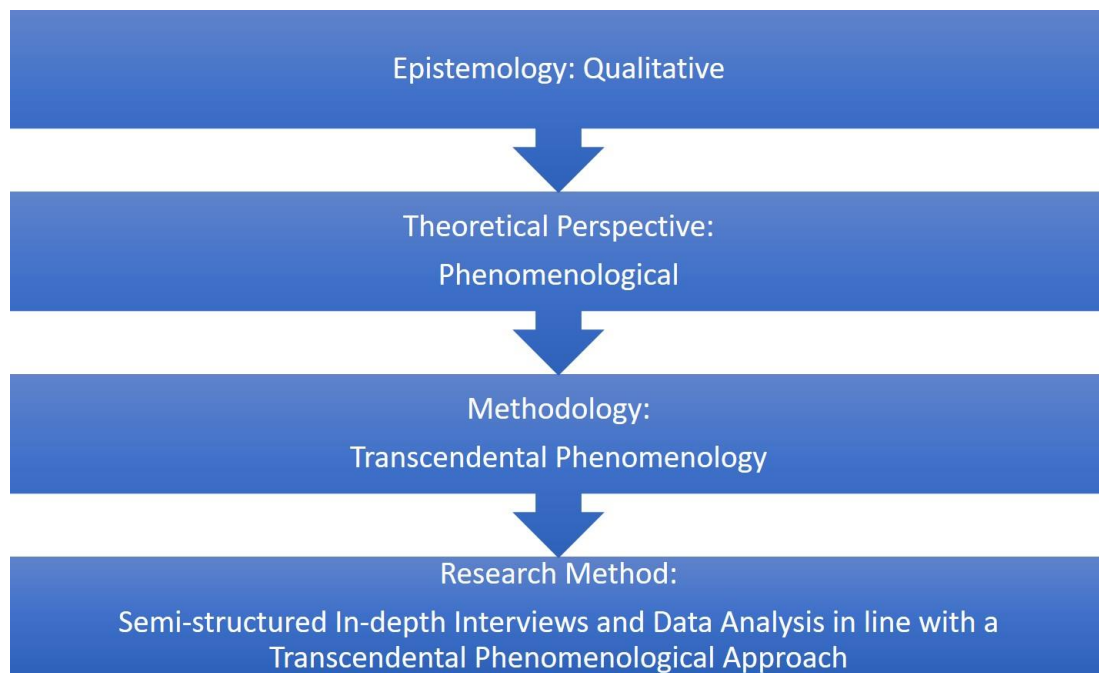 Epistemology: Qualitative
Theoretical Perspective:
Phenomenological
Methodology:
Transcendental Phenomenology
Research Method:
Semi-structured In-depth Interviews and Data Analysis in line with a
Transcendental Phenomenological Approach